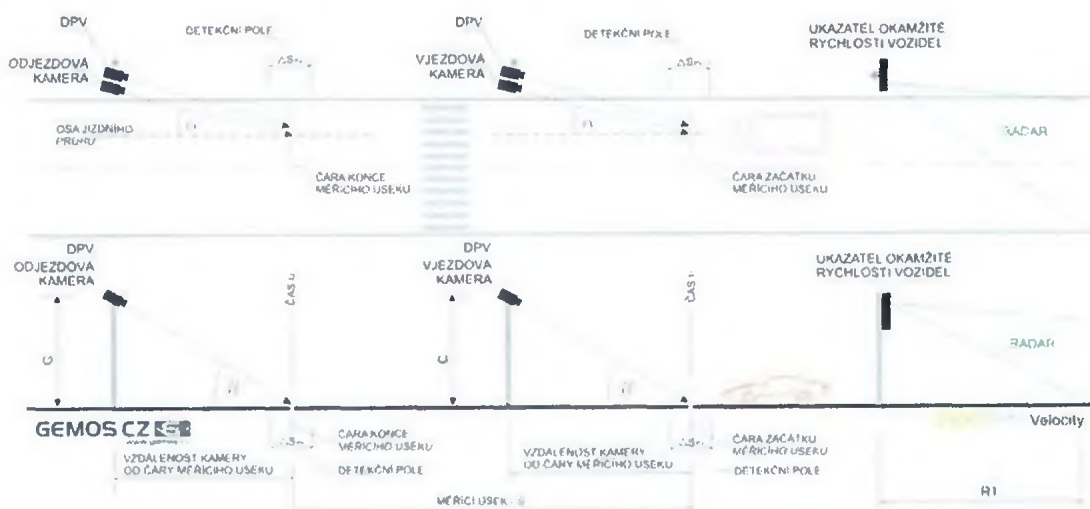 DPV
DETEKČNÍ POLE
ODJEZDOVÁ
KAMERA
DPV
DETEKČNÍ POLE
VJEZDOVÁ
KAMERA
UKAZATEL OKAMŽITÉ
RYCHLOSTI VOZIDEL
OSA JÍZDNÍHO
PRUHU
RADAR
ČÁRA KONCE
MĚŘICÍHO ÚSEKU
ČÁRA ZAČÁTKU
MĚŘICÍHO ÚSEKU
DPV
ODJEZDOVÁ
KAMERA
DPV
VJEZDOVÁ
KAMERA
UKAZATEL OKAMŽITÉ
RYCHLOSTI VOZIDEL
ČAS
ČAS
RADAR
C
C
GEMOS CZ
Velocity
ČÁRA KONCE
MĚŘICÍHO ÚSEKU
DETEKČNÍ POLE
VZDÁLENOST KAMERY
OD ČÁRY MĚŘICÍHO ÚSEKU
VZDÁLENOST KAMERY
OD ČÁRY MĚŘICÍHO ÚSEKU
ČÁRA ZAČÁTKU
MĚŘICÍHO ÚSEKU
DETEKČNÍ POLE
MĚŘICÍ ÚSEK - S
R1